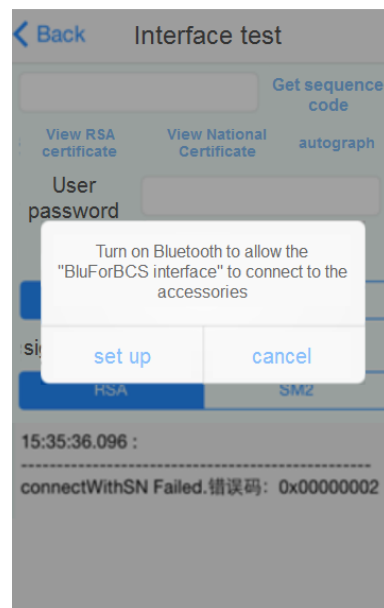 Back
Interface test
Get sequence
code
View RSA
certificate
View National
Certificate
autograph
User
password
Turn on Bluetooth to allow the
"BluForBCS interface" to connect to the
accessories
set up
cancel
RSA
SM2
15:35:36.096 :
------------------------------------------------
connectWithSN Failed.错误码：0x00000002